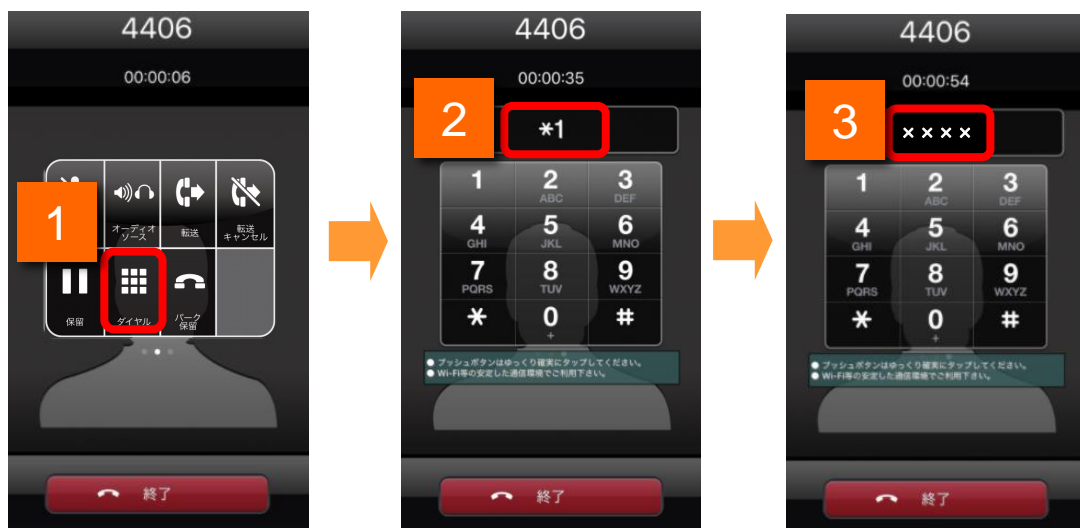 4406
00:00:06
1
オーディオ
ソース
転送
転送
キャンセル
保留
ダイヤル
パーク
保留
終了
4406
00:00:35
2
*1
1
2
ABC
3
DEF
4
GHI
5
JKL
6
MNO
7
PQRS
8
TUV
9
WXYZ
*
0
+
#
● プッシュボタンはゆっくり確実にタップしてください。
● Wi-Fi等の安定した通信環境でご利用下さい。
終了
4406
00:00:54
3
××××
1
2
ABC
3
DEF
4
GHI
5
JKL
6
MNO
7
PQRS
8
TUV
9
WXYZ
*
0
+
#
● プッシュボタンはゆっくり確実にタップしてください。
● Wi-Fi等の安定した通信環境でご利用下さい。
終了